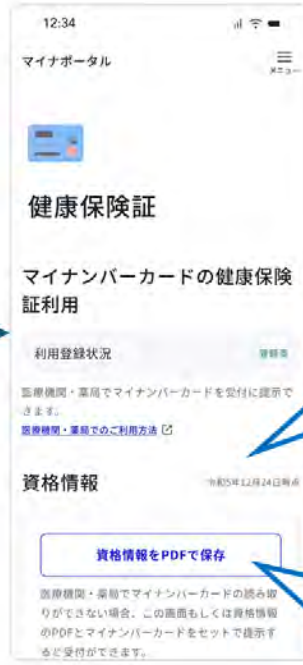 12:34
マイナポータル
メニュー
健康保険証
マイナンバーカードの健康保険
証利用
利用登録状況
登録済
医療機関・薬局でマイナンバーカードを受付に提示で
きます。
医療機関・薬局でのご利用方法
資格情報
令和5年12月24日時点
資格情報をPDFで保存
医療機関・薬局でマイナンバーカードの読み取
りができない場合、この画面もしくは資格情報
のPDFとマイナンバーカードをセットで提示す
ると受付ができます。